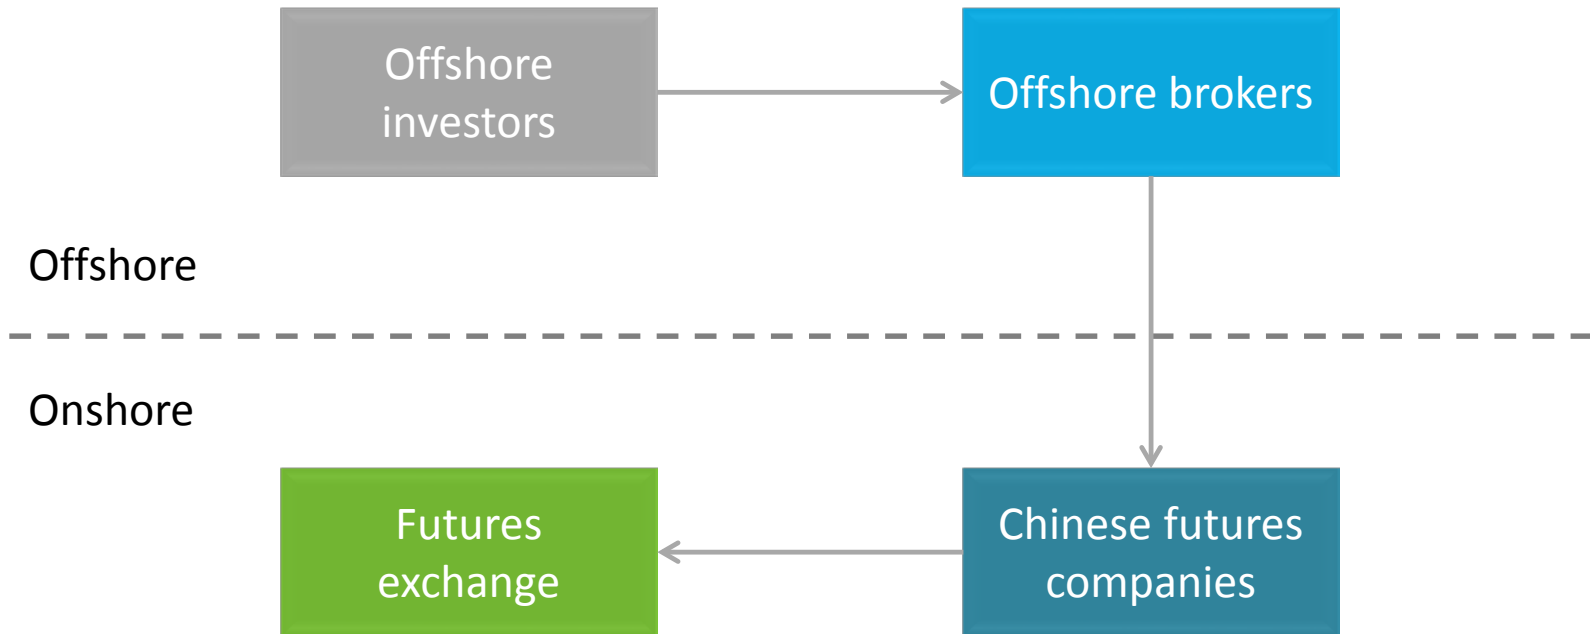 Offshore
investors
Offshore brokers
Offshore
Onshore
Futures
exchange
Chinese futures
companies